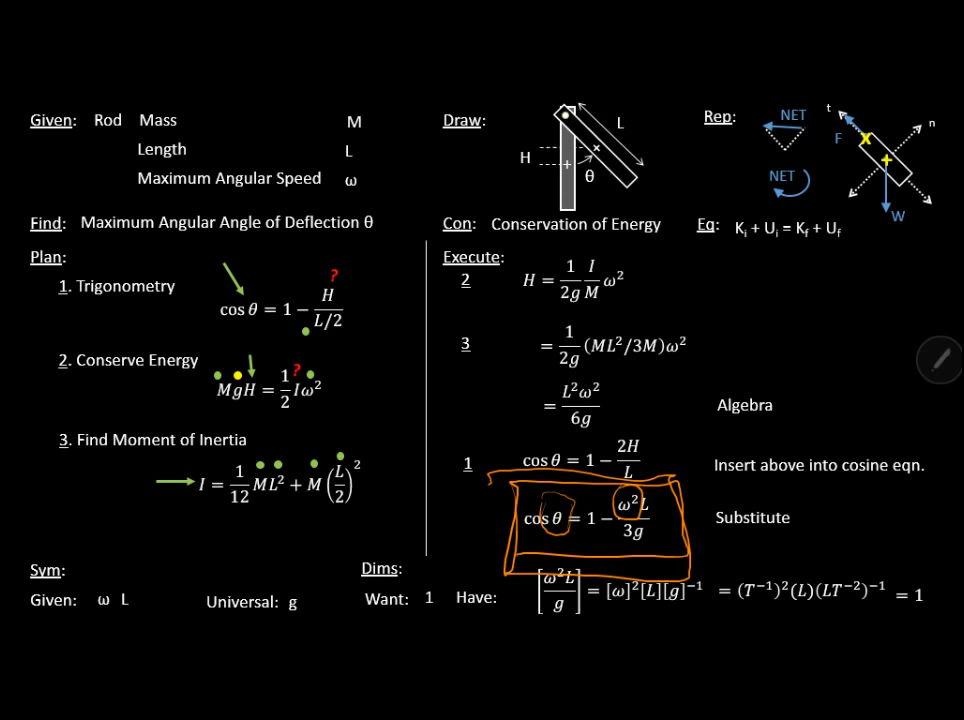 Given: Rod Mass M
Length L
Maximum Angular Speed ω
Draw:
L
H
θ
Rep:
NET
NET
t
n
F
W
Find: Maximum Angular Angle of Deflection θ
Con: Conservation of Energy
Eq: Kᵢ + Uᵢ = K_f + U_f
Plan:
1. Trigonometry
?
cos θ = 1 − H/(L/2)
2. Conserve Energy
?
MgH = 1/2 Iω²
3. Find Moment of Inertia
I = 1/12 ML² + M(L/2)²
Execute:
2 H = 1/2g I/M ω²
3 = 1/2g (ML²/3M)ω²
= L²ω²/6g Algebra
1 cos θ = 1 − 2H/L Insert above into cosine eqn.
cos θ = 1 − ω²L/3g Substitute
Sym:
Given: ω L Universal: g
Dims:
Want: 1 Have: [ω²L/g] = [ω]²[L][g]⁻¹ = (T⁻¹)²(L)(LT⁻²)⁻¹ = 1